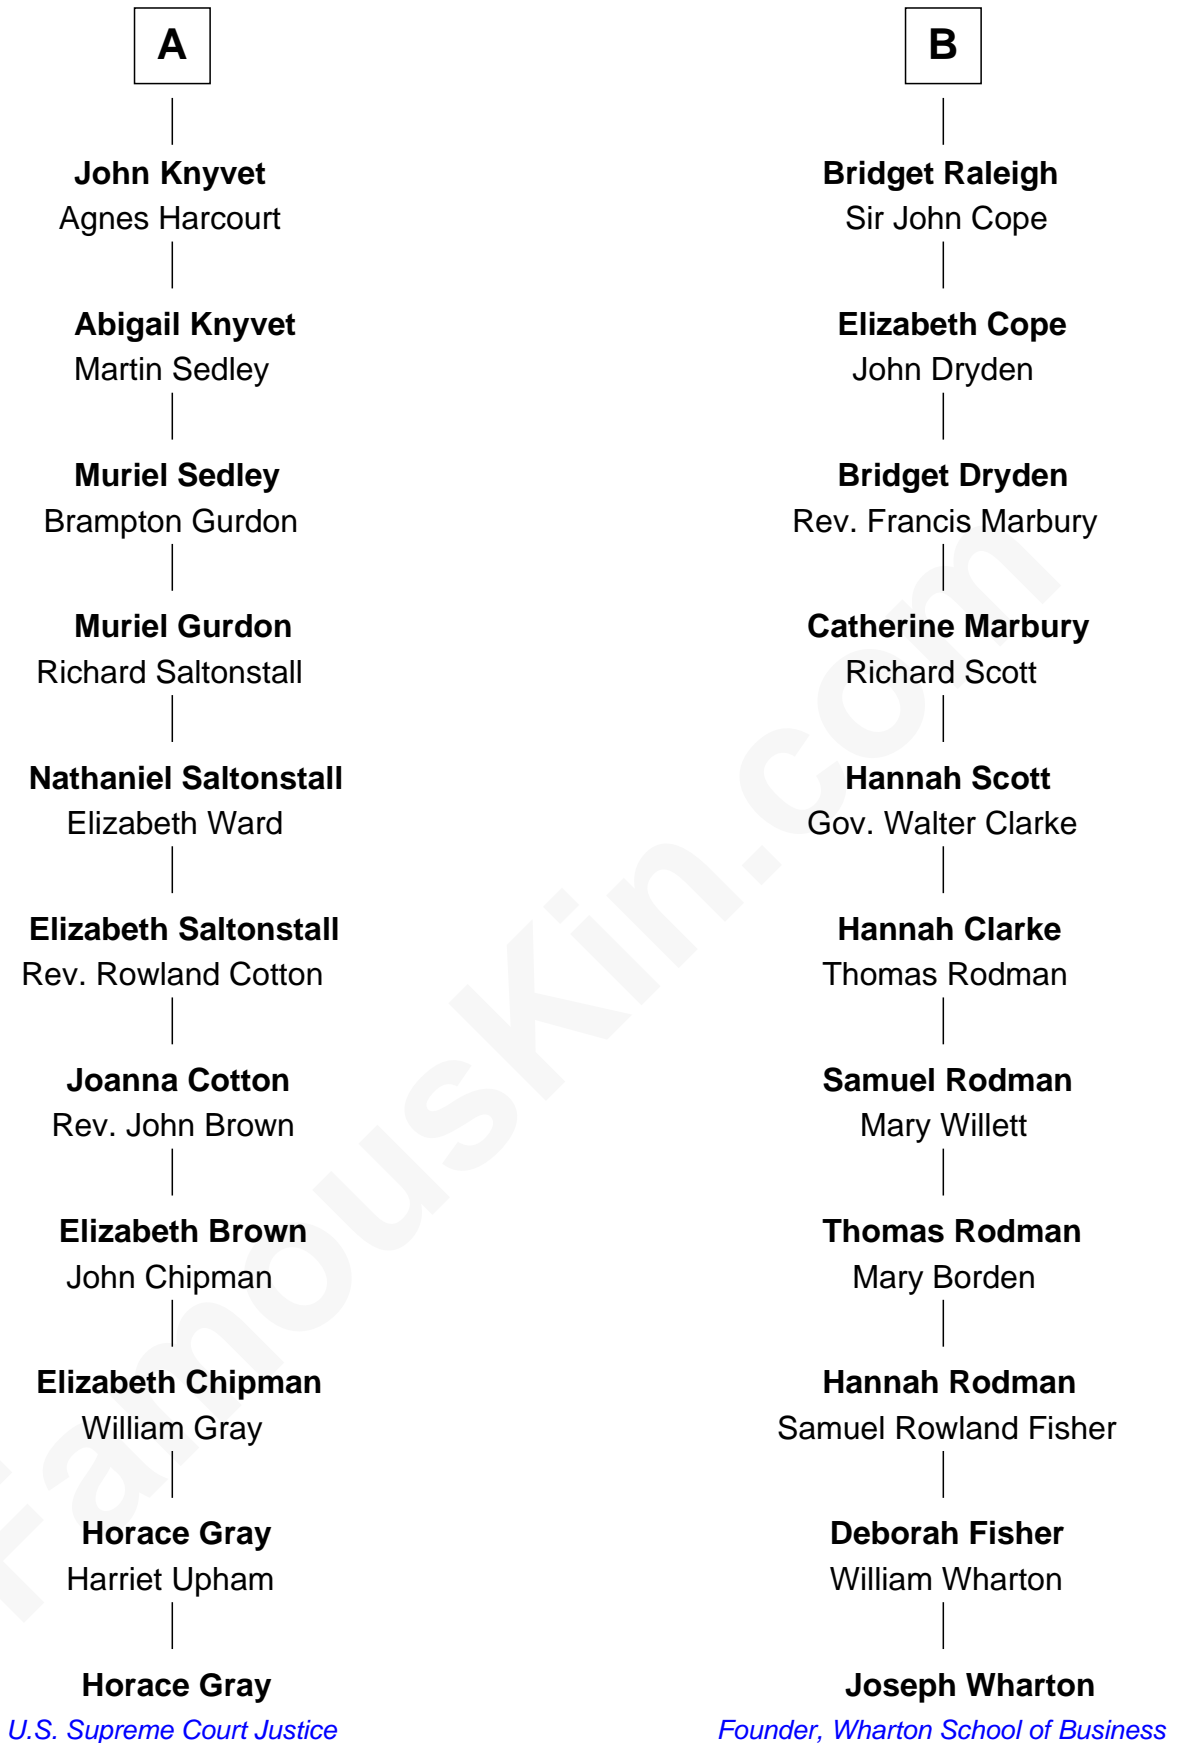 A
John Knyvet
Agnes Harcourt
Abigail Knyvet
Martin Sedley
Muriel Sedley
Brampton Gurdon
Muriel Gurdon
Richard Saltonstall
Nathaniel Saltonstall
Elizabeth Ward
Elizabeth Saltonstall
Rev. Rowland Cotton
Joanna Cotton
Rev. John Brown
Elizabeth Brown
John Chipman
Elizabeth Chipman
William Gray
Horace Gray
Harriet Upham
Horace Gray
U.S. Supreme Court Justice
B
Bridget Raleigh
Sir John Cope
Elizabeth Cope
John Dryden
Bridget Dryden
Rev. Francis Marbury
Catherine Marbury
Richard Scott
Hannah Scott
Gov. Walter Clarke
Hannah Clarke
Thomas Rodman
Samuel Rodman
Mary Willett
Thomas Rodman
Mary Borden
Hannah Rodman
Samuel Rowland Fisher
Deborah Fisher
William Wharton
Joseph Wharton
Founder, Wharton School of Business
FamousKin.com